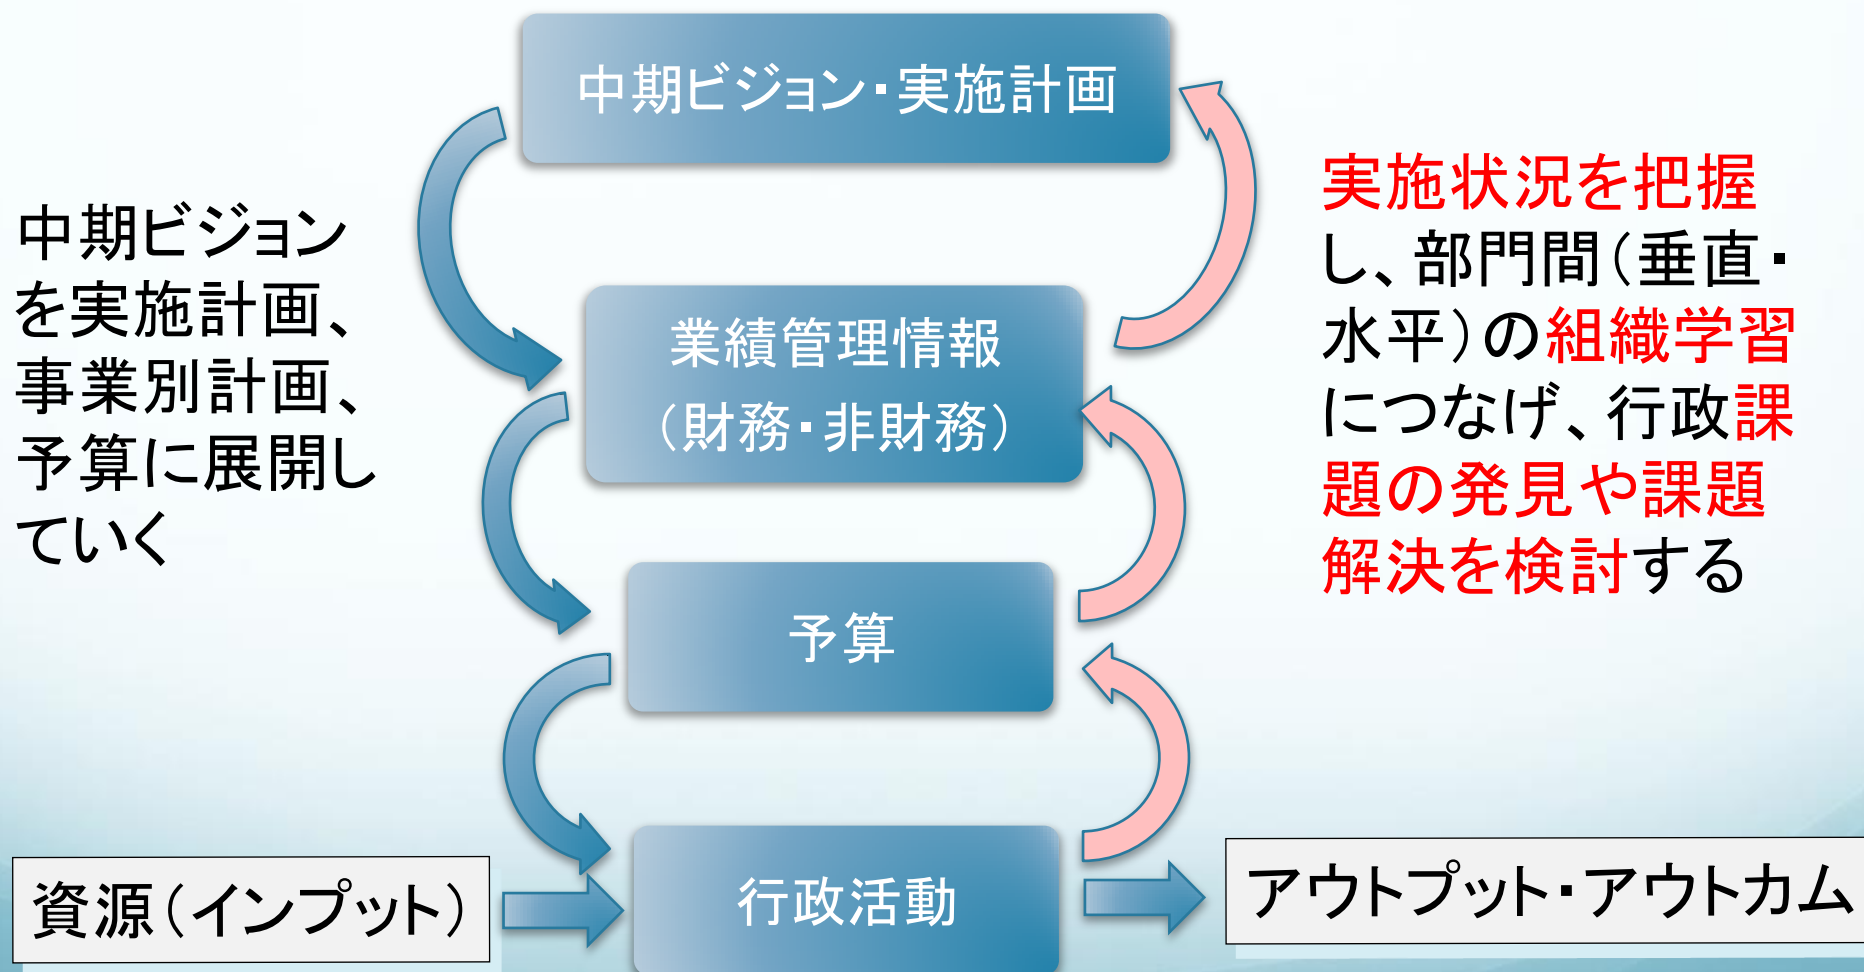 中期ビジョン・実施計画
中期ビジョン
を実施計画、
事業別計画、
予算に展開し
ていく
業績管理情報
(財務・非財務)
予算
行政活動
実施状況を把握
し、部門間(垂直・
水平)の組織学習
につなげ、行政課
題の発見や課題
解決を検討する
資源(インプット)
アウトプット・アウトカム